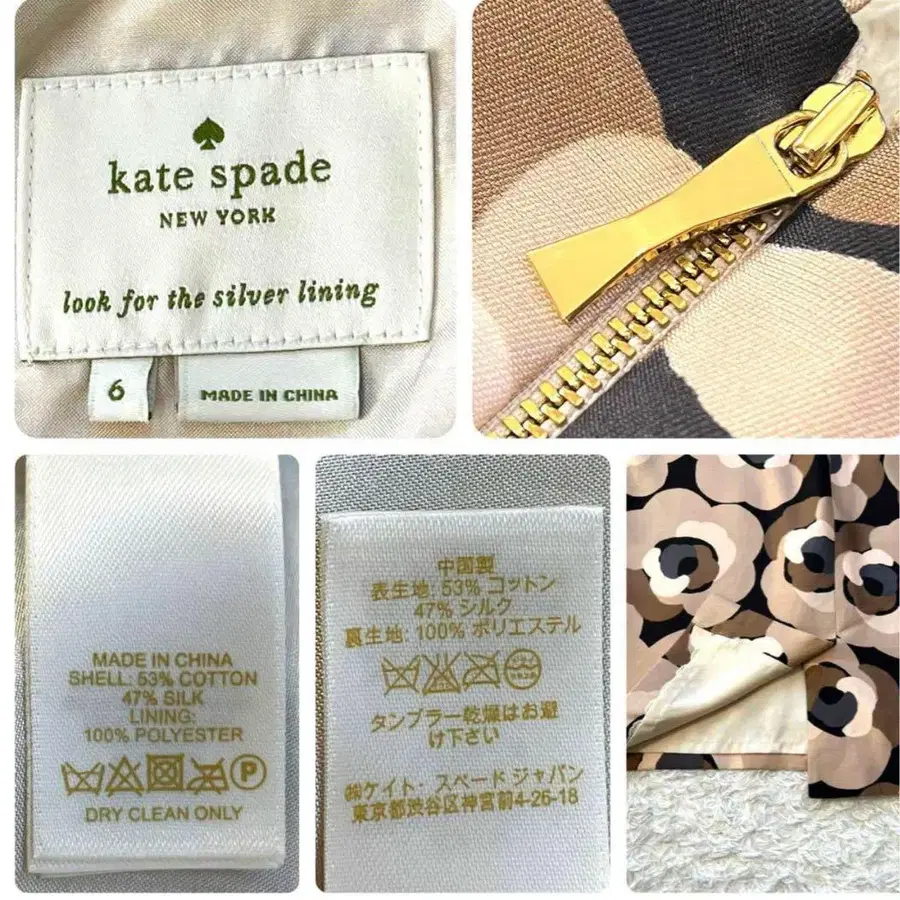 kate spade
NEW YORK
look for the silver lining
6
MADE IN CHINA
MADE IN CHINA
SHELL: 53% COTTON
47% SILK
LINING:
100% POLYESTER
P
DRY CLEAN ONLY
中国製
表生地: 53% コットン
47% シルク
裏生地: 100% ポリエステル
タンブラー乾燥はお避
け下さい
㈱ケイト・スペードジャパン
東京都渋谷区神宮前4-26-18